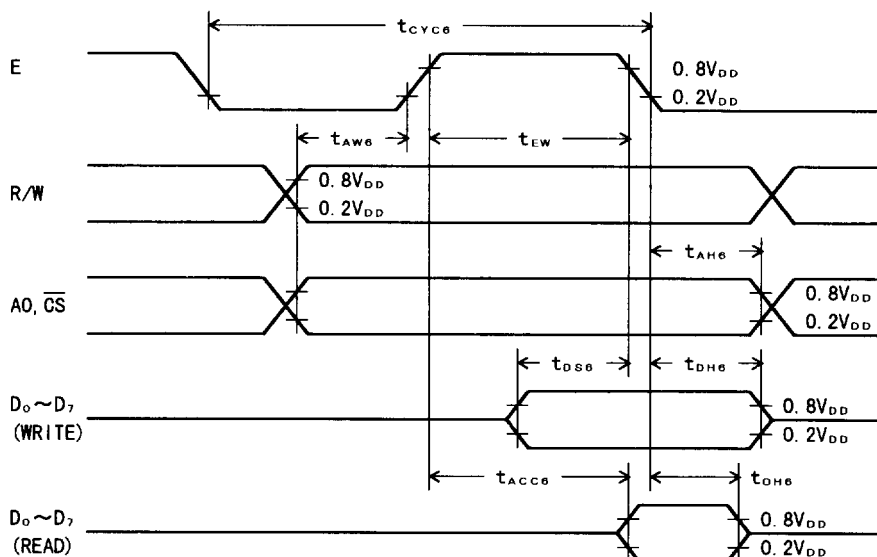 tCYC6
E
0.8VDD
0.2VDD
tAW6
tEW
R/W
0.8VDD
0.2VDD
tAH6
A0, C̅S̅
0.8VDD
0.2VDD
tDS6
tDH6
D0~D7
(WRITE)
0.8VDD
0.2VDD
tACC6
tOH6
D0~D7
(READ)
0.8VDD
0.2VDD